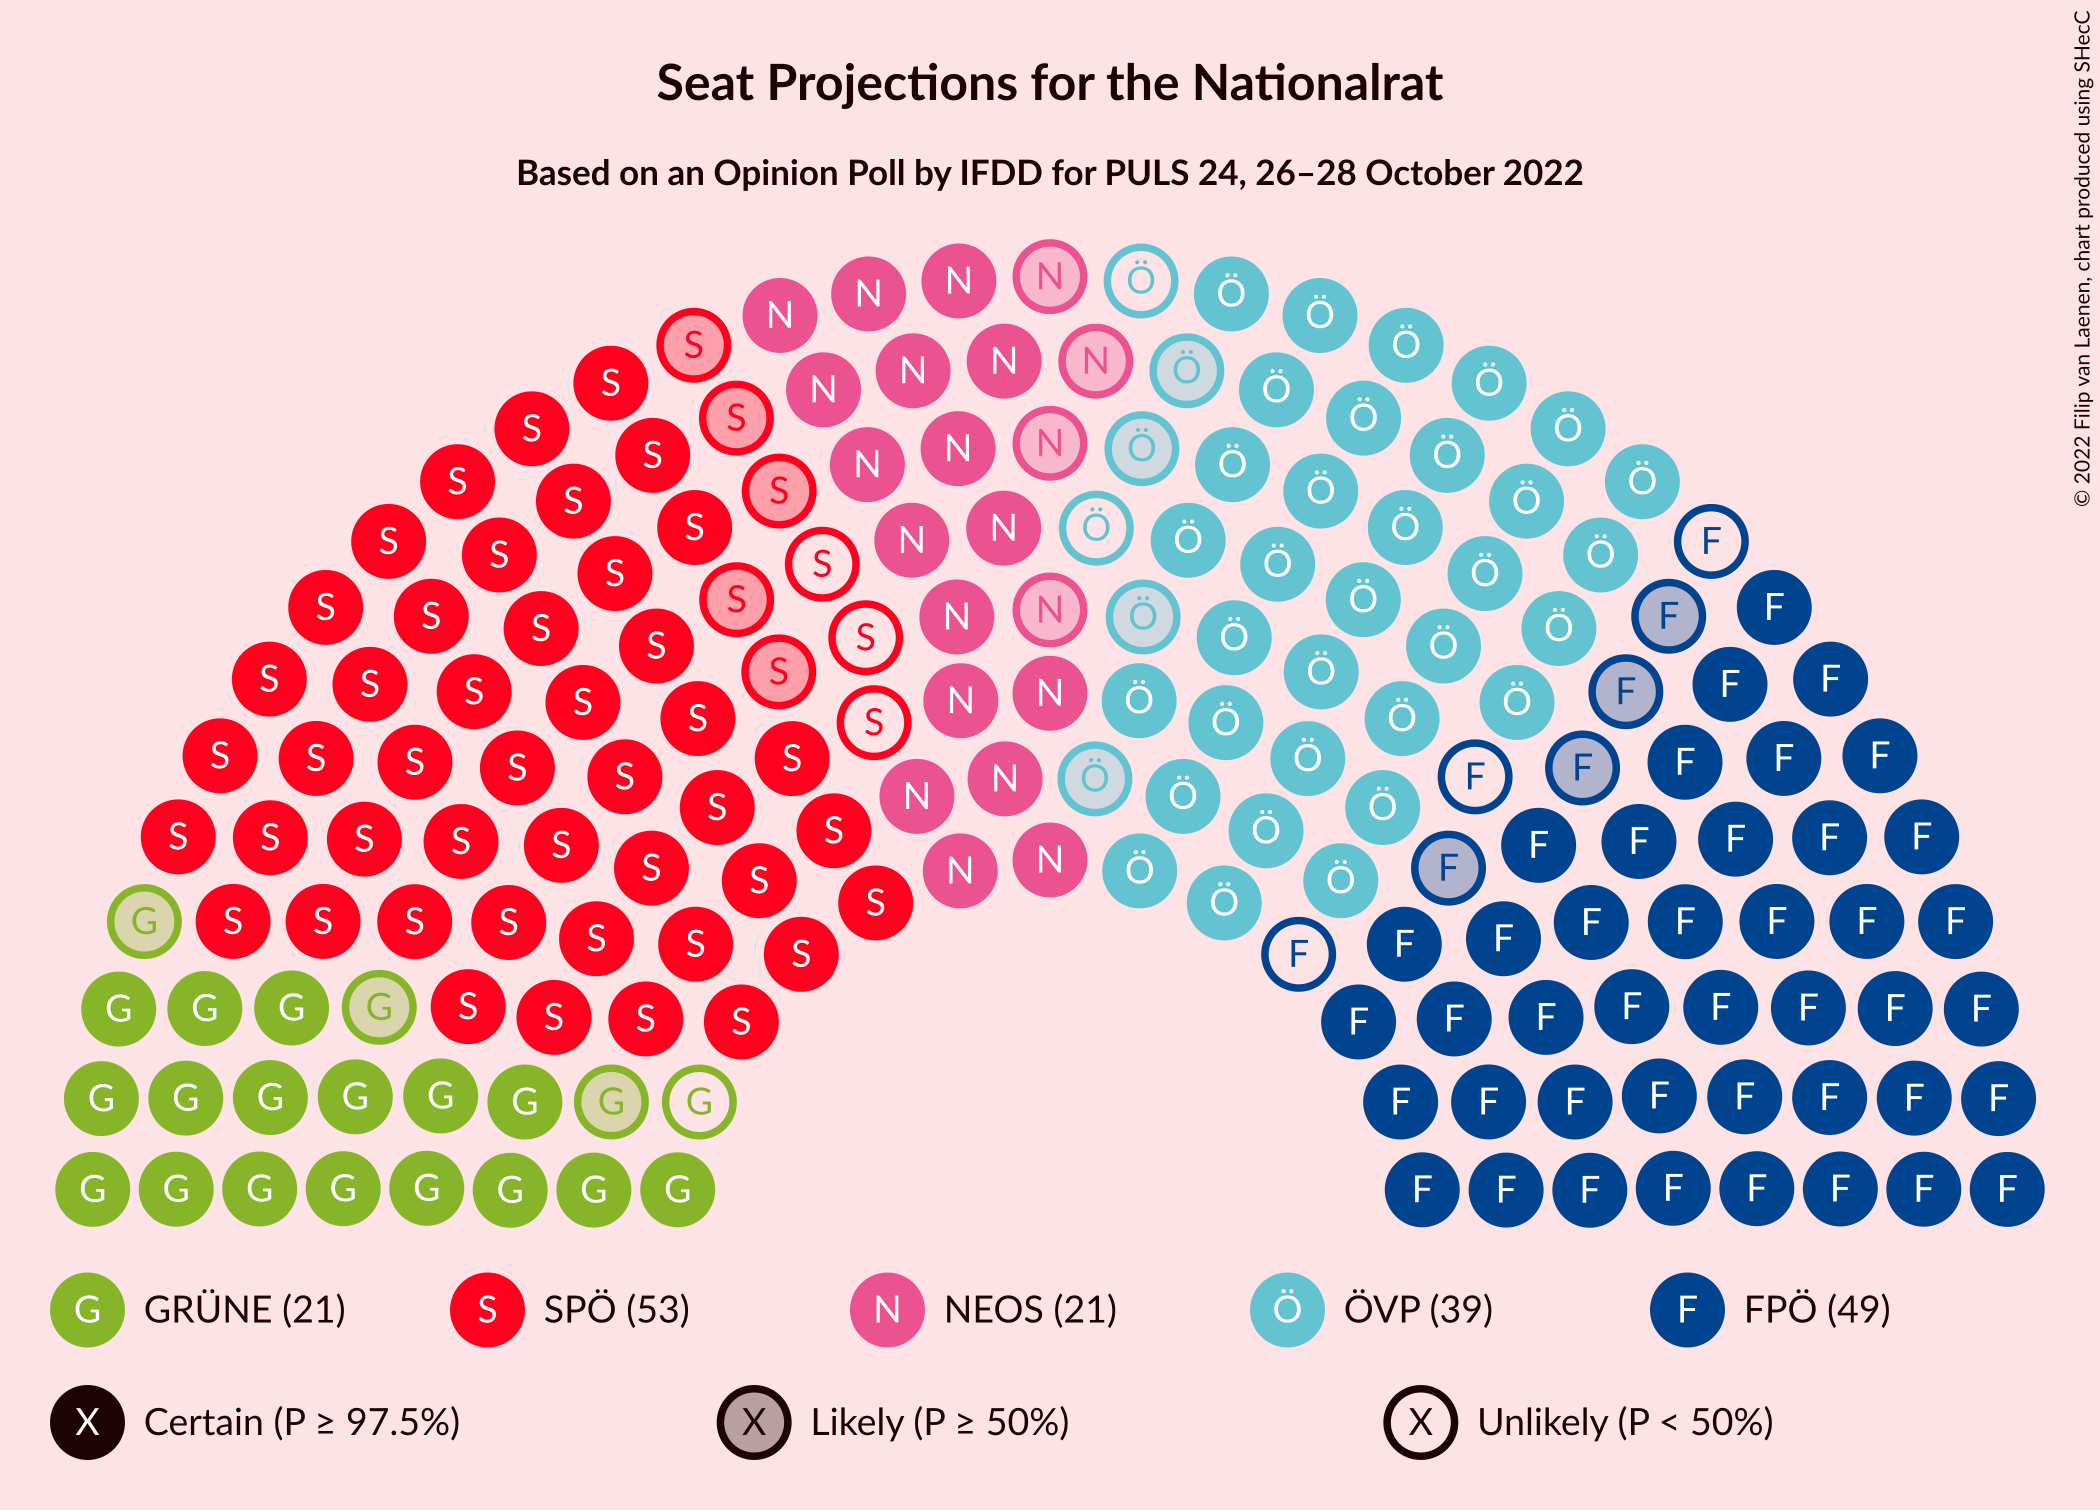 Seat Projections for the Nationalrat
Based on an Opinion Poll by IFDD for PULS 24, 26–28 October 2022
© 2022 Filip van Laenen, chart produced using SHecC
G GRÜNE (21) S SPÖ (53) N NEOS (21) Ö ÖVP (39) F FPÖ (49)
X Certain (P ≥ 97.5%) X Likely (P ≥ 50%) X Unlikely (P < 50%)